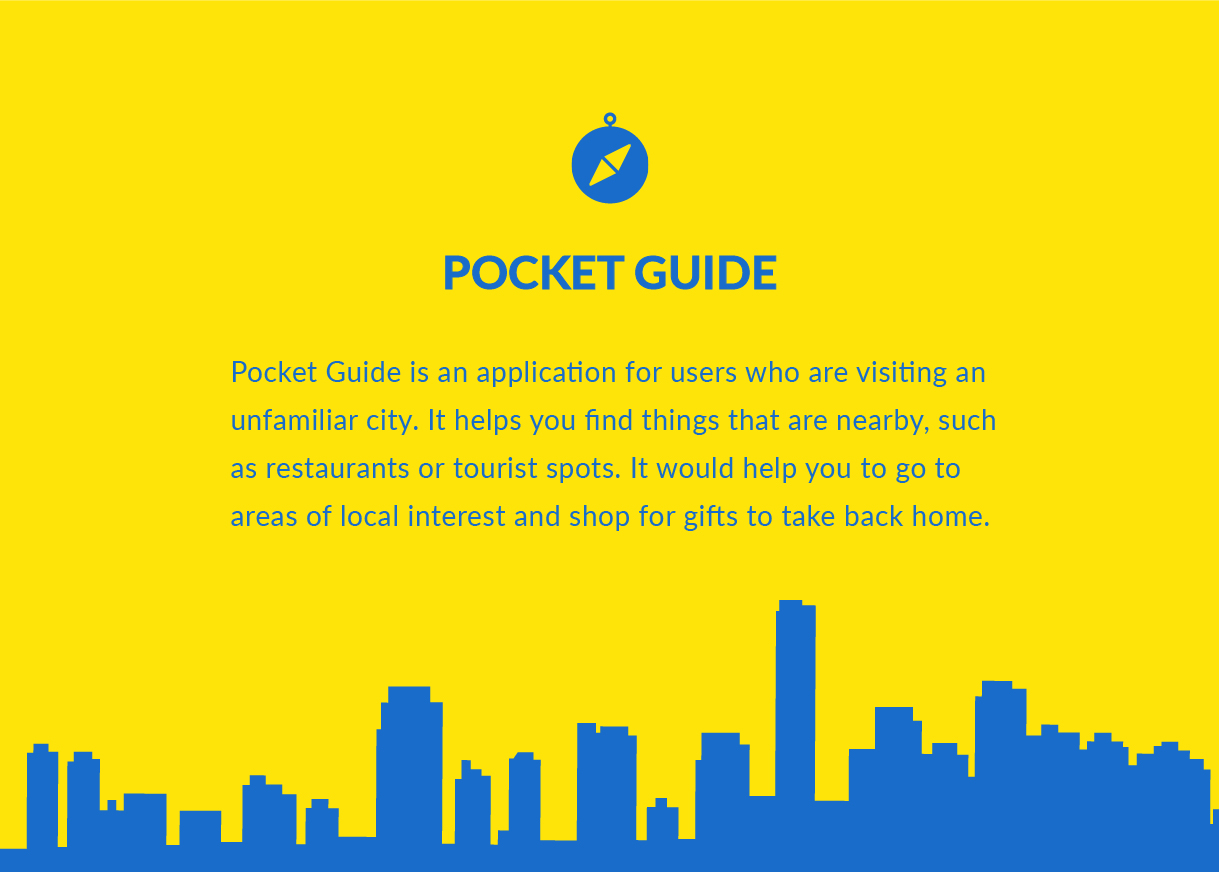 POCKET GUIDE
Pocket Guide is an application for users who are visiting an
unfamiliar city. It helps you find things that are nearby, such
as restaurants or tourist spots. It would help you to go to
areas of local interest and shop for gifts to take back home.